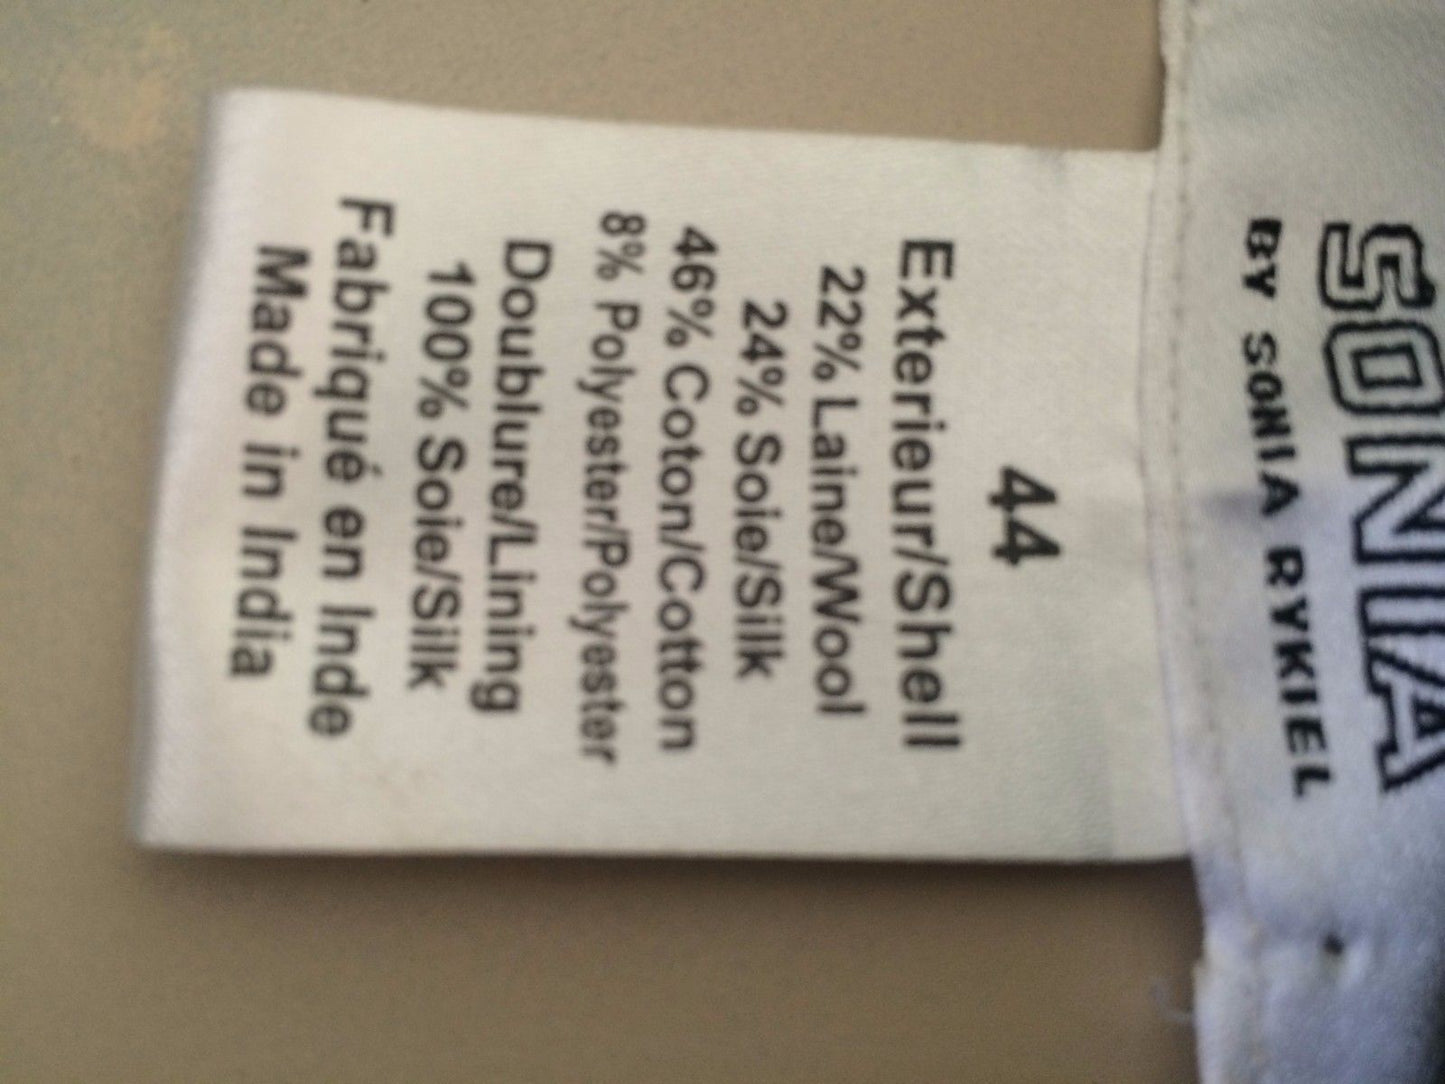 SONIA
BY SONIA RYKIEL
44
Exterieur/Shell
22% Laine/Wool
24% Soie/Silk
46% Coton/Cotton
8% Polyester/Polyester
Doublure/Lining
100% Soie/Silk
Fabriqué en Inde
Made in India